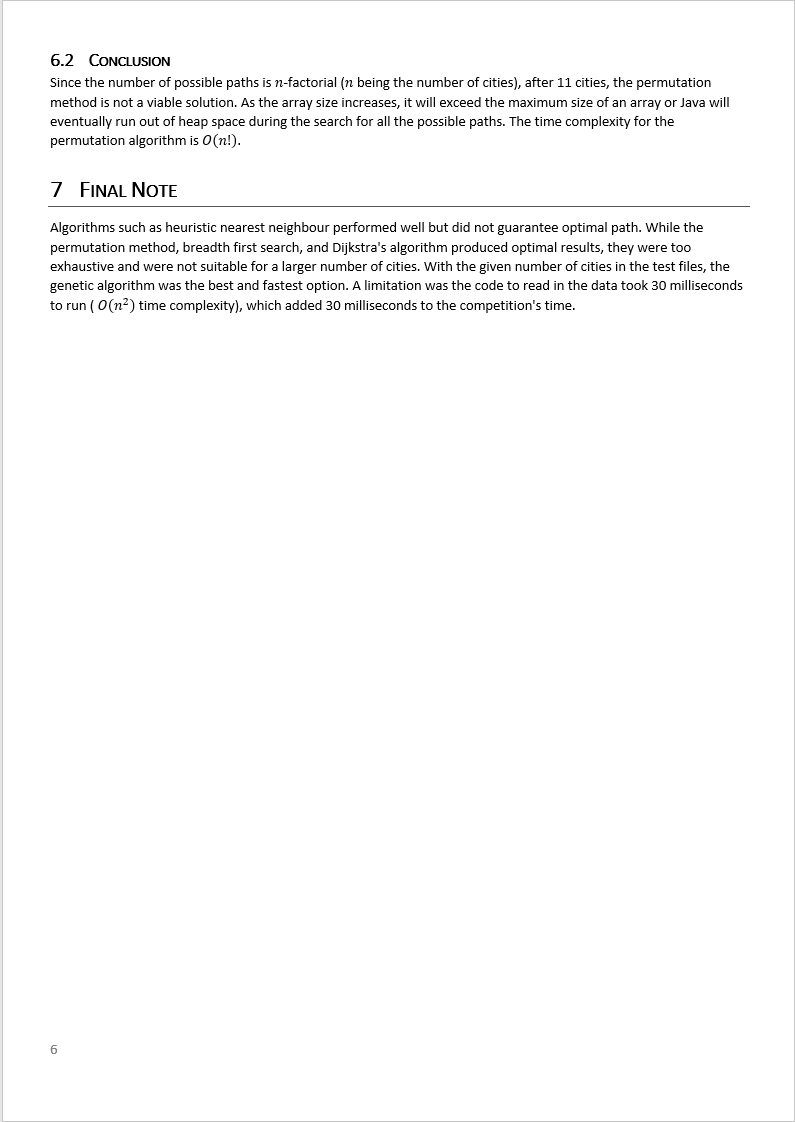 6.2 Conclusion
Since the number of possible paths is n-factorial (n being the number of cities), after 11 cities, the permutation
method is not a viable solution. As the array size increases, it will exceed the maximum size of an array or Java will
eventually run out of heap space during the search for all the possible paths. The time complexity for the
permutation algorithm is O(n!).
7 Final Note
Algorithms such as heuristic nearest neighbour performed well but did not guarantee optimal path. While the
permutation method, breadth first search, and Dijkstra's algorithm produced optimal results, they were too
exhaustive and were not suitable for a larger number of cities. With the given number of cities in the test files, the
genetic algorithm was the best and fastest option. A limitation was the code to read in the data took 30 milliseconds
to run ( O(n²) time complexity), which added 30 milliseconds to the competition's time.
6